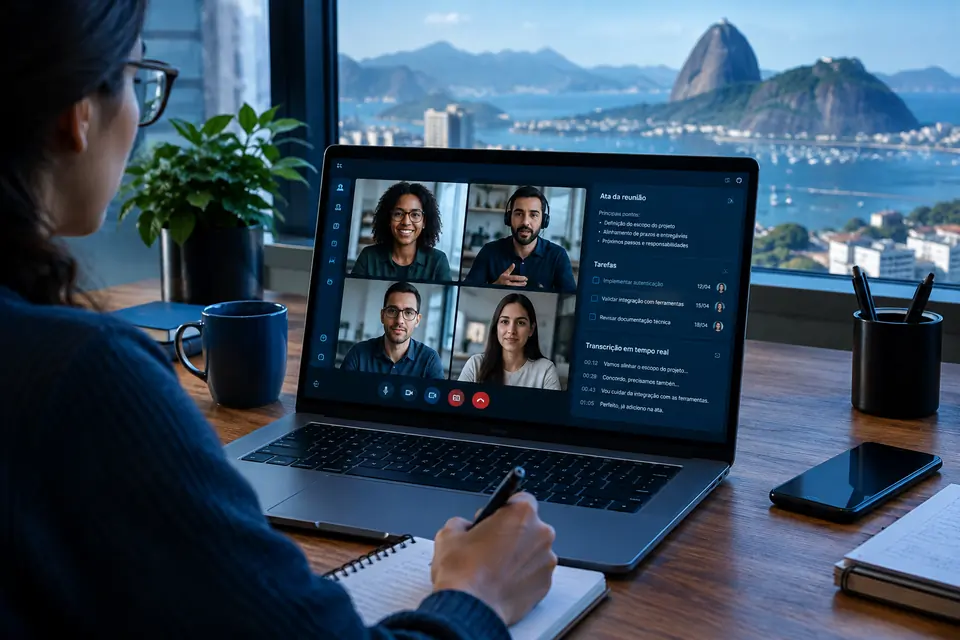 Ata da reunião
Principais pontos:
• Definição do escopo do projeto
• Alinhamento de prazos e entregáveis
• Próximos passos e responsabilidades
Tarefas
Implementar autenticação 12/04
Validar integração com ferramentas 15/04
Revisar documentação técnica 18/04
Transcrição em tempo real
00:12 Vamos alinhar o escopo do projeto...
00:28 Concordo, precisamos também...
00:43 Vou cuidar da integração com as ferramentas.
01:05 Perfeito, já adiciono na ata.